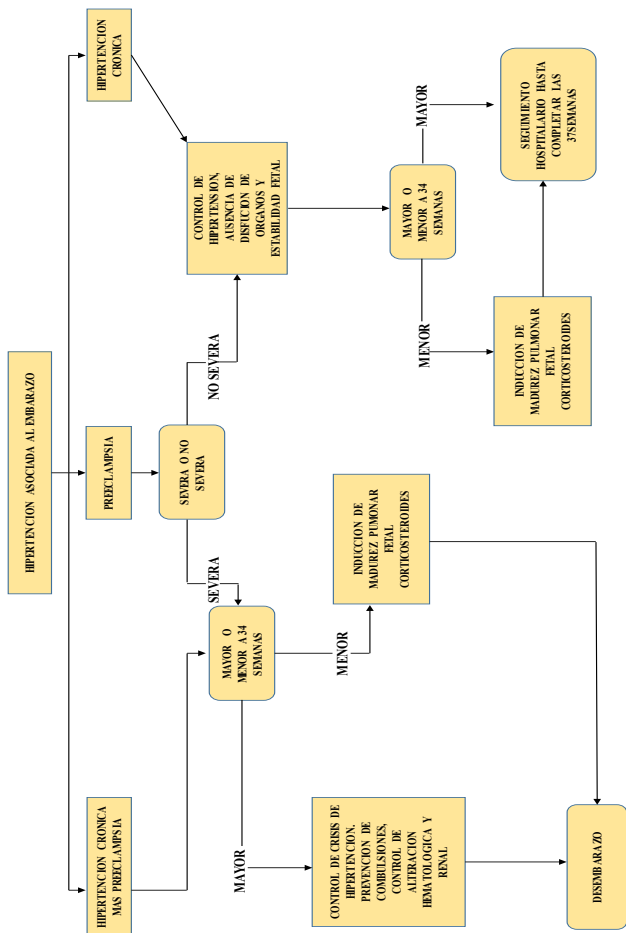 HIPERTENCION ASOCIADA AL EMBARAZO
HIPERTENCION CRONICA
MAS PREECLAMPSIA
PREECLAMPSIA
HIPERTENCION
CRONICA
SEVERA O NO
SEVERA
SEVERA
NO SEVERA
MAYOR O
MENOR A 34
SEMANAS
CONTROL DE
HIPERTENSION,
AUSENCIA DE
DISFUCION DE
ORGANOS Y
ESTABILIDAD FETAL
MAYOR
MENOR
CONTROL DE CRISIS DE
HIPERTENCION.
PREVENCION DE
COMBULSIONES,
CONTROL DE
ALTERACION
HEMATOLOGICA Y
RENAL
INDUCCION DE
MADUREZ PUMONAR
FETAL
CORTICOSTEROIDES
DESEMBARAZO
MAYOR O
MENOR A 34
SEMANAS
MENOR
MAYOR
INDUCCION DE
MADUREZ PULMONAR
FETAL
CORTICOSTEROIDES
SEGUIMIENTO
HOSPITALARIO HASTA
COMPLETAR LAS
37SEMANAS